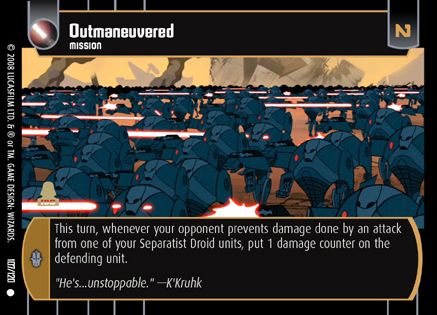 Outmaneuvered
MISSION
N
© 2008 LUCASFILM LTD. & ® or TM. GAME DESIGN: WIZARDS.
107/120
This turn, whenever your opponent prevents damage done by an attack
from one of your Separatist Droid units, put 1 damage counter on the
defending unit.
"He's...unstoppable." —K'Kruhk